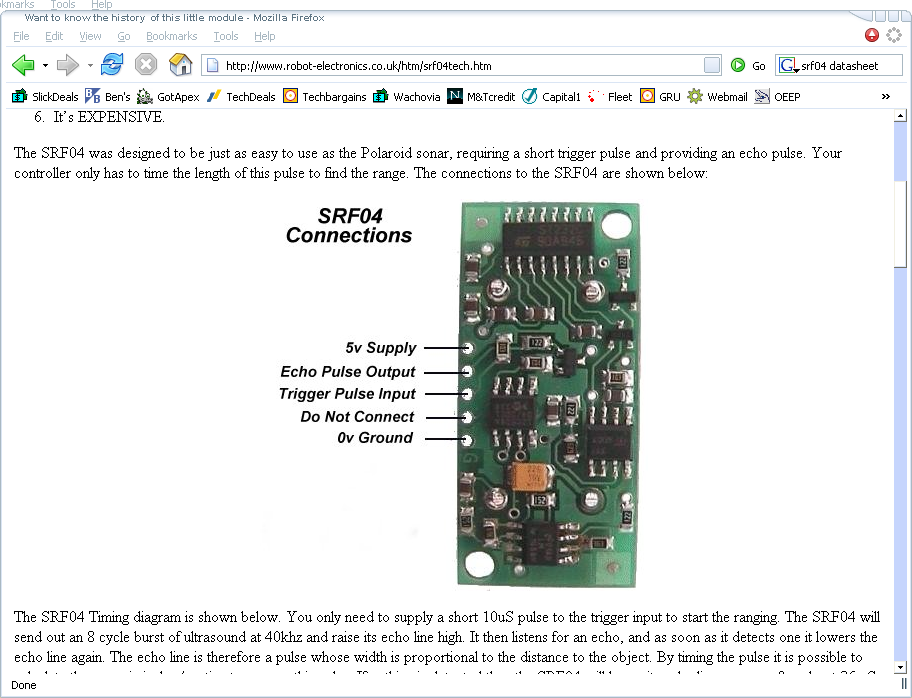 kmarks Tools Help
Want to know the history of this little module - Mozilla Firefox
File Edit View Go Bookmarks Tools Help
http://www.robot-electronics.co.uk/htm/srf04tech.htm Go G srf04 datasheet
SlickDeals Ben's GotApex TechDeals Techbargains Wachovia M&Tcredit Capital1 Fleet GRU Webmail OEEP »
6. It's EXPENSIVE.
The SRF04 was designed to be just as easy to use as the Polaroid sonar, requiring a short trigger pulse and providing an echo pulse. Your
controller only has to time the length of this pulse to find the range. The connections to the SRF04 are shown below:
SRF04
Connections
5v Supply
Echo Pulse Output
Trigger Pulse Input
Do Not Connect
0v Ground
The SRF04 Timing diagram is shown below. You only need to supply a short 10uS pulse to the trigger input to start the ranging. The SRF04 will
send out an 8 cycle burst of ultrasound at 40khz and raise its echo line high. It then listens for an echo, and as soon as it detects one it lowers the
echo line again. The echo line is therefore a pulse whose width is proportional to the distance to the object. By timing the pulse it is possible to
Done